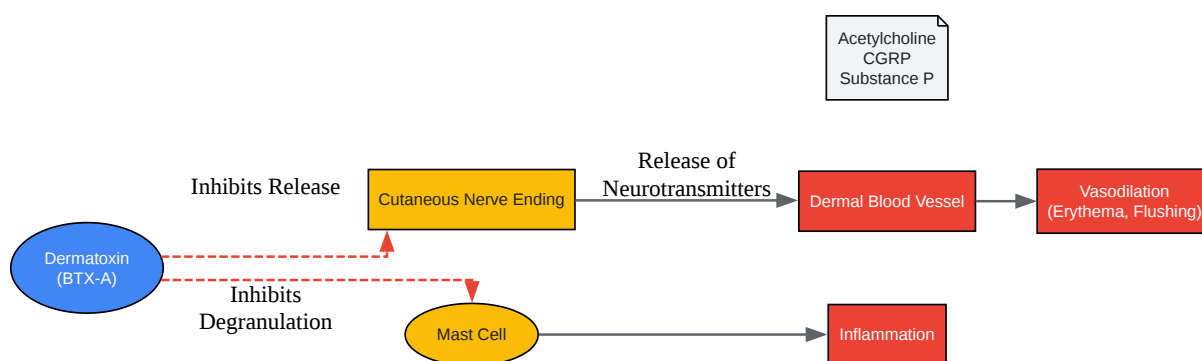 Acetylcholine
CGRP
Substance P
Release of
Neurotransmitters
Inhibits Release
Cutaneous Nerve Ending
Dermal Blood Vessel
Vasodilation
(Erythema, Flushing)
Dermatoxin
(BTX-A)
Inhibits
Degranulation
Mast Cell
Inflammation